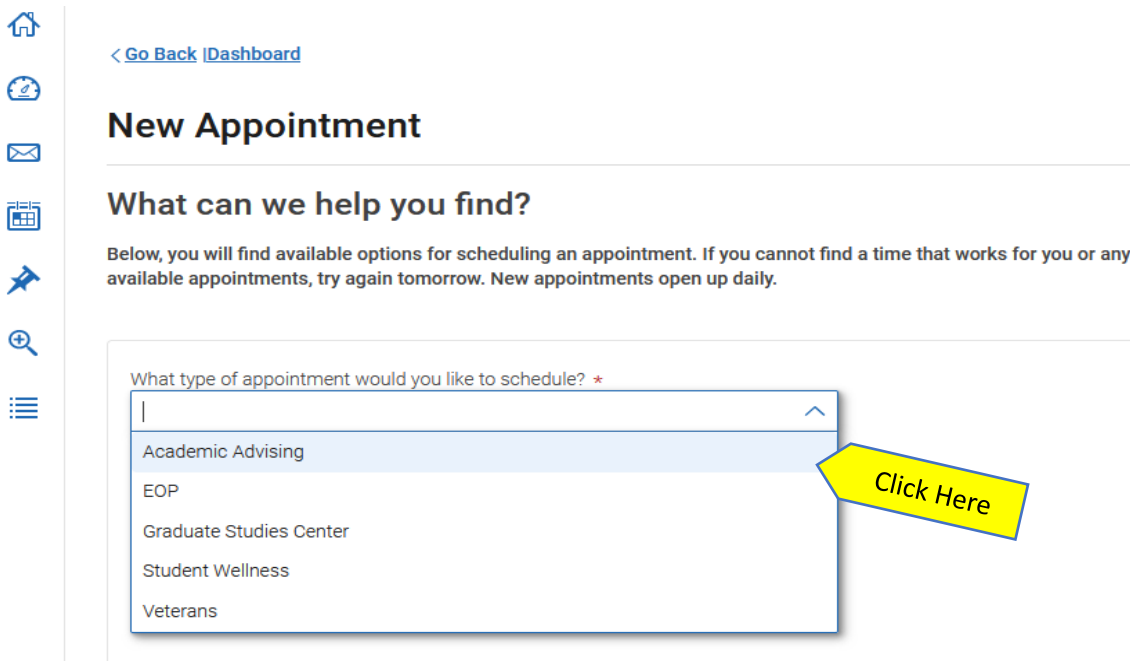 < Go Back |Dashboard
New Appointment
What can we help you find?
Below, you will find available options for scheduling an appointment. If you cannot find a time that works for you or any
available appointments, try again tomorrow. New appointments open up daily.
What type of appointment would you like to schedule? *
Academic Advising
Click Here
EOP
Graduate Studies Center
Student Wellness
Veterans